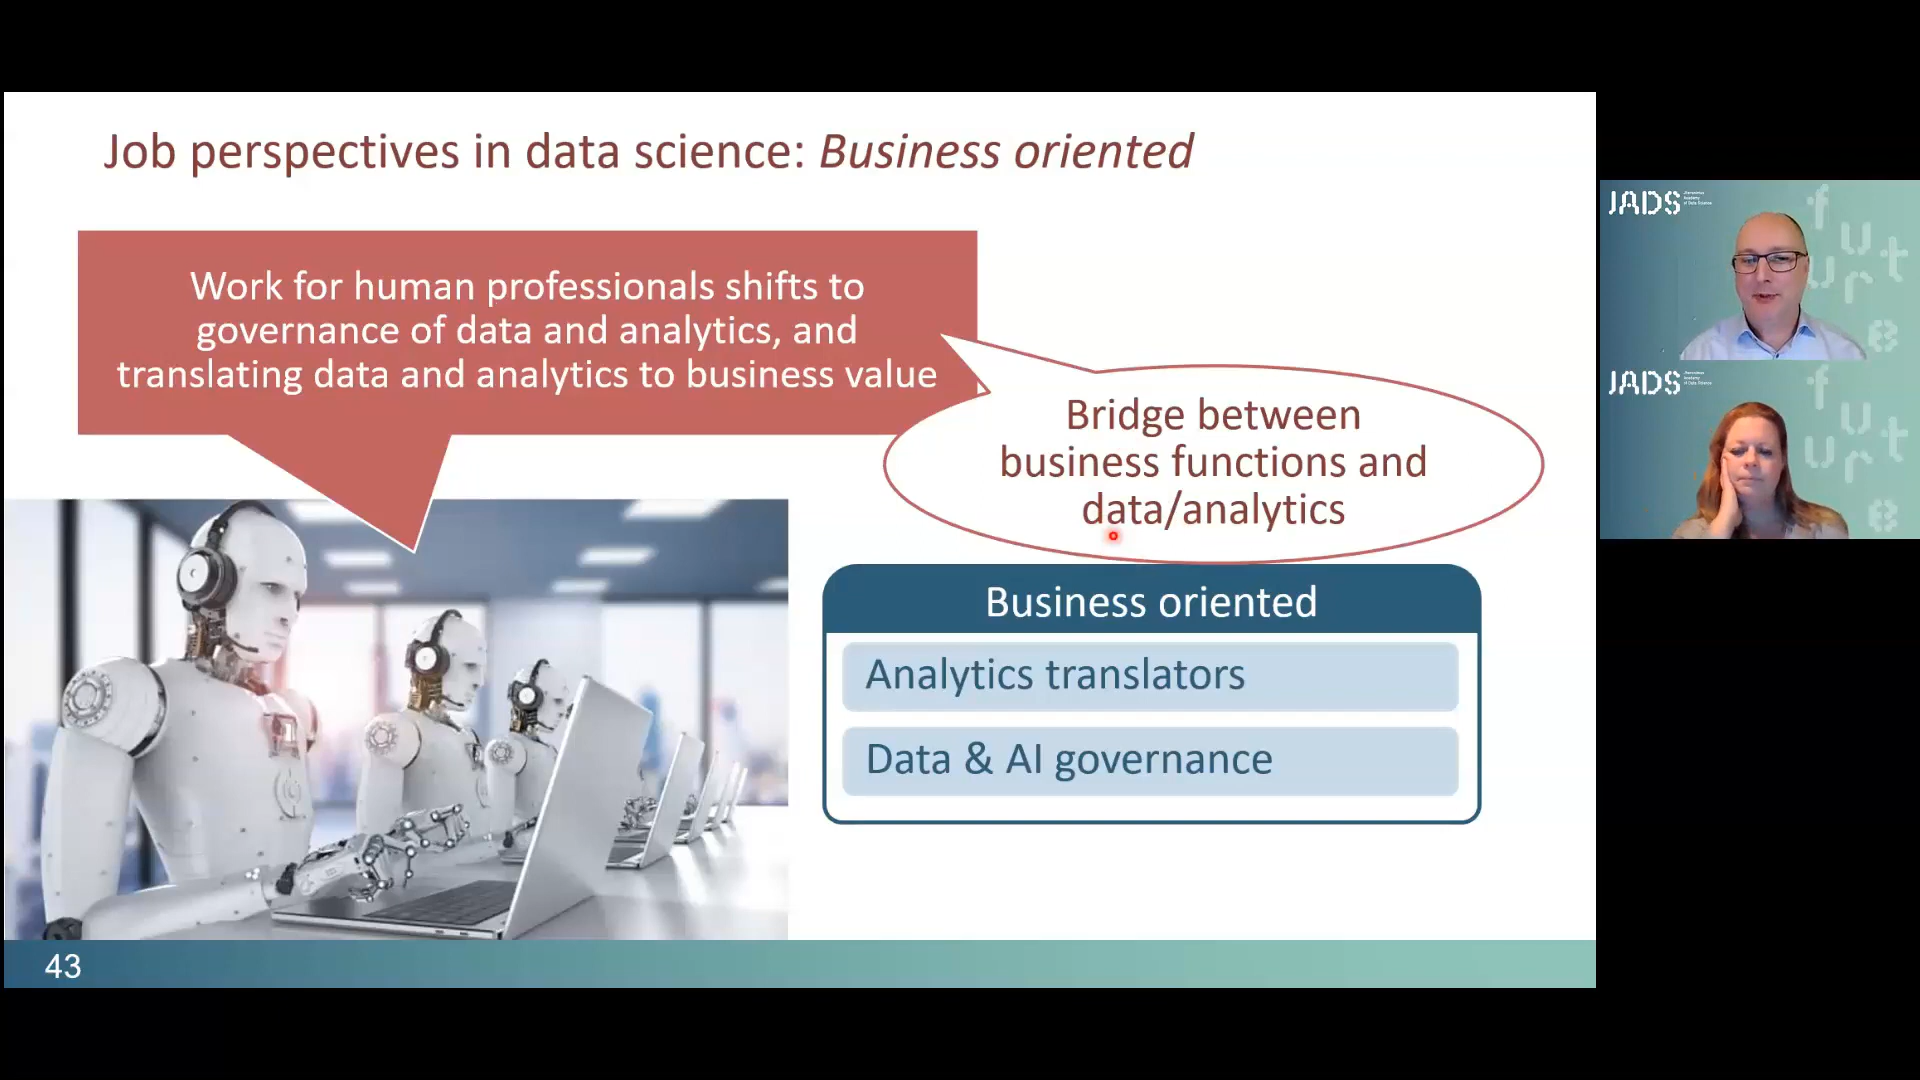 Job perspectives in data science: Business oriented
Work for human professionals shifts to
governance of data and analytics, and
translating data and analytics to business value
Bridge between
business functions and
data/analytics
Business oriented
Analytics translators
Data & AI governance
43
JADS
JADS